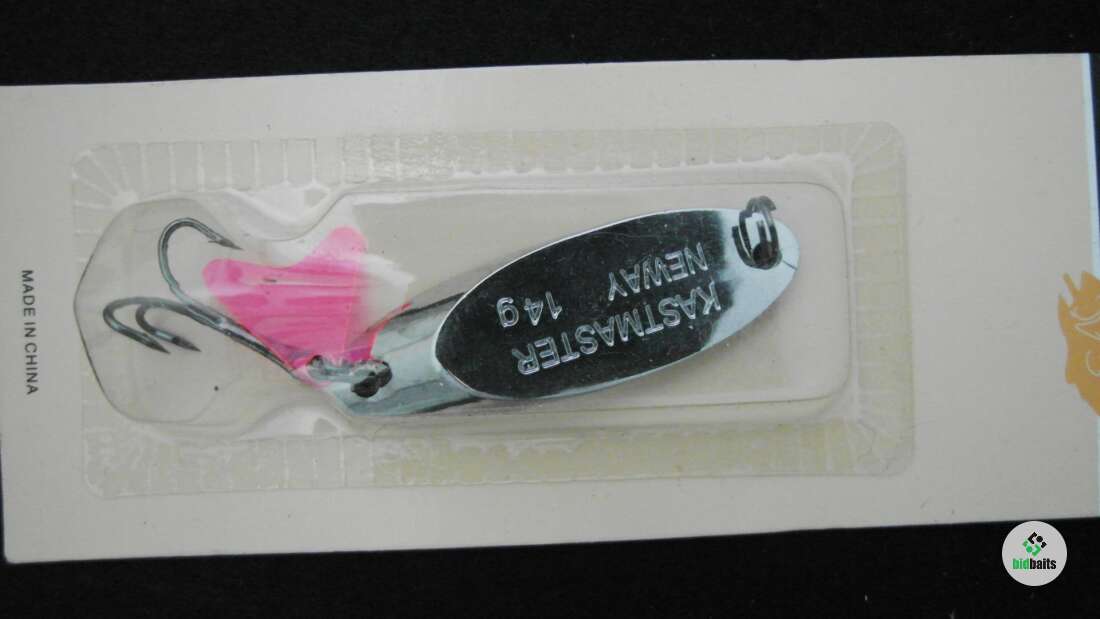 KASTMASTER
NEWAY
14g
MADE IN CHINA
bidbaits